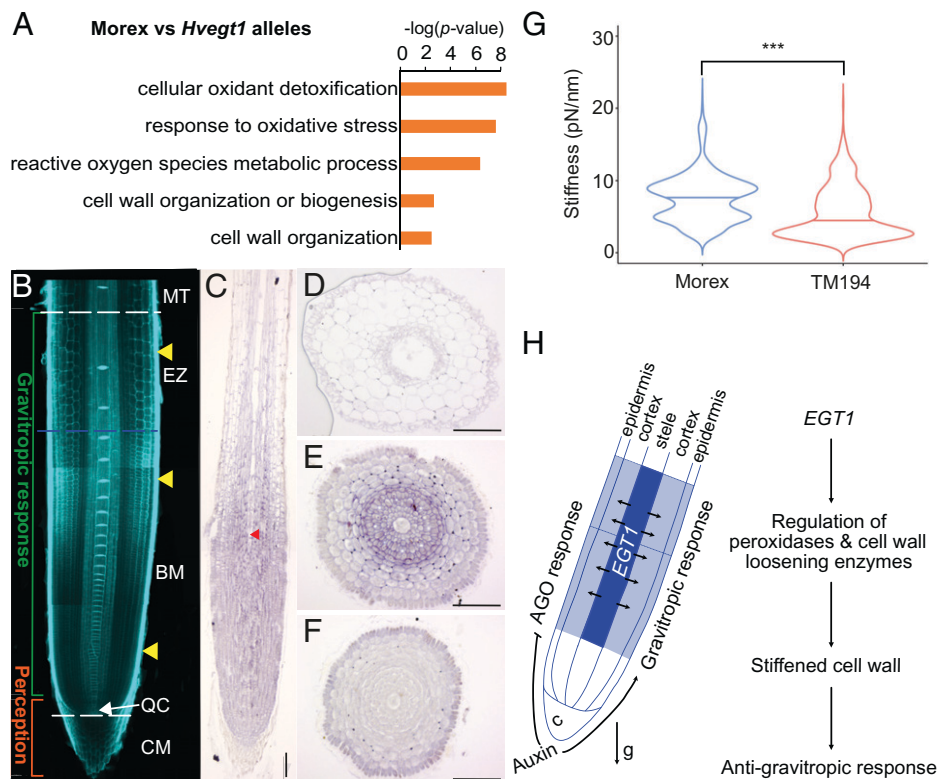 A
Morex vs Hvegt1 alleles
-log(p-value)
0 2 4 6 8
cellular oxidant detoxification
response to oxidative stress
reactive oxygen species metabolic process
cell wall organization or biogenesis
cell wall organization
B
MT
EZ
BM
QC
CM
Gravitropic response
Perception
C
D
E
F
G
Stiffness (pN/nm)
30
20
10
0
***
Morex
TM194
H
epidermis
cortex
stele
cortex
epidermis
AGO response
EGT1
Gravitropic response
c
Auxin
g
EGT1
Regulation of
peroxidases & cell wall
loosening enzymes
Stiffened cell wall
Anti-gravitropic response